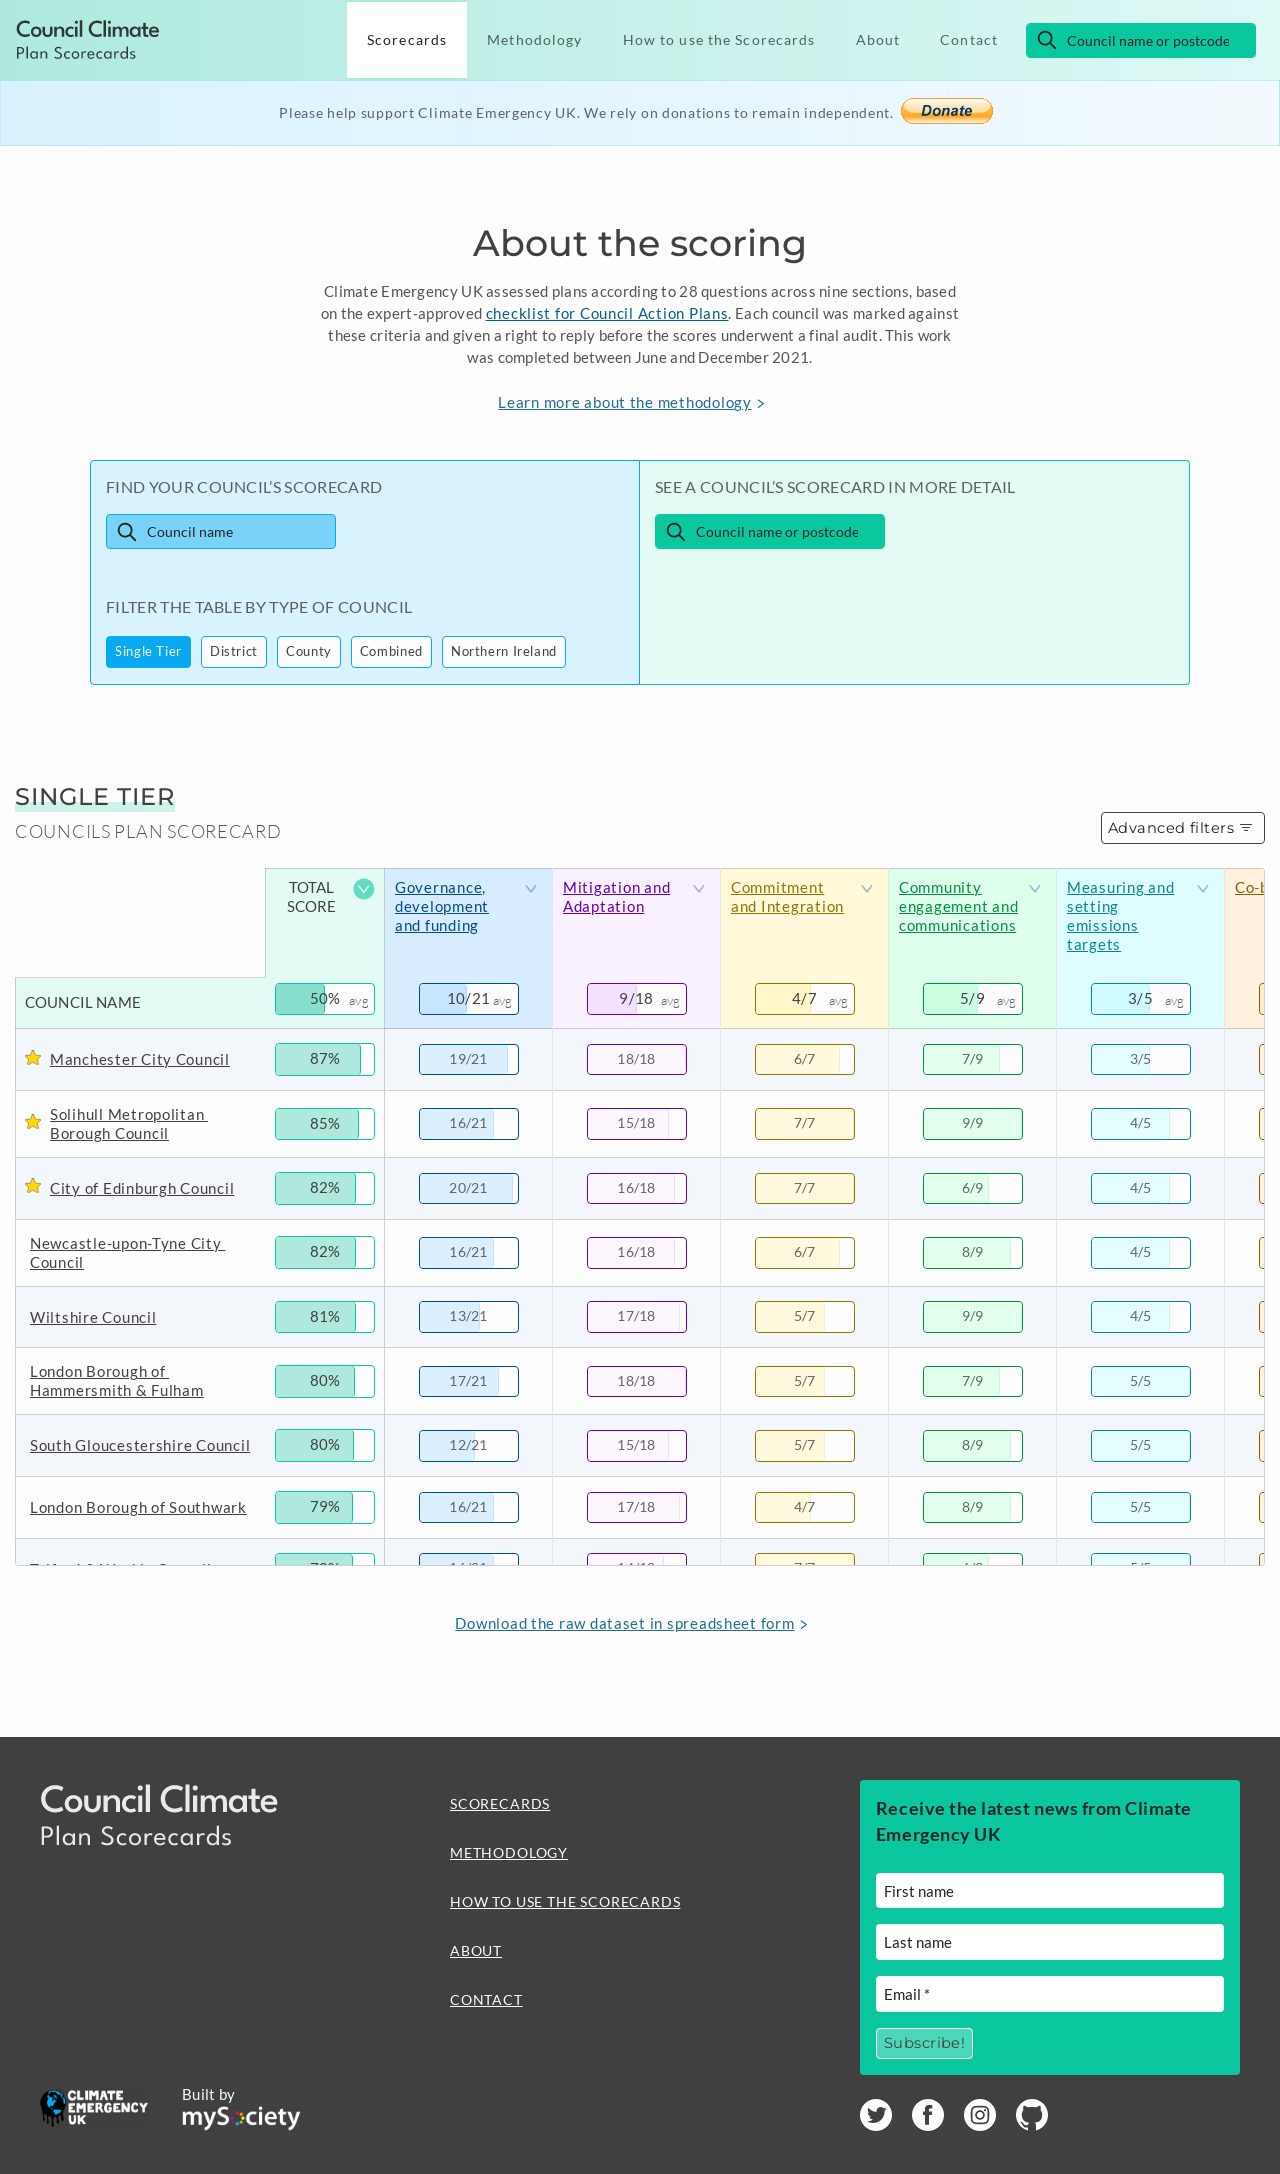 Council Climate
Plan Scorecards
Scorecards
Methodology
How to use the Scorecards
About
Contact
Council name or postcode
Please help support Climate Emergency UK. We rely on donations to remain independent.
Donate
About the scoring
Climate Emergency UK assessed plans according to 28 questions across nine sections, based
on the expert-approved checklist for Council Action Plans. Each council was marked against
these criteria and given a right to reply before the scores underwent a final audit. This work
was completed between June and December 2021.
Learn more about the methodology >
FIND YOUR COUNCIL’S SCORECARD
Council name
FILTER THE TABLE BY TYPE OF COUNCIL
Single Tier
District
County
Combined
Northern Ireland
SEE A COUNCIL’S SCORECARD IN MORE DETAIL
Council name or postcode
SINGLE TIER
COUNCILS PLAN SCORECARD
Advanced filters
TOTAL
SCORE
Governance,
development
and funding
Mitigation and
Adaptation
Commitment
and Integration
Community
engagement and
communications
Measuring and
setting
emissions
targets
COUNCIL NAME
50% avg
10/21 avg
9/18 avg
4/7 avg
5/9 avg
3/5 avg
Manchester City Council
87%
19/21
18/18
6/7
7/9
3/5
Solihull Metropolitan
Borough Council
85%
16/21
15/18
7/7
9/9
4/5
City of Edinburgh Council
82%
20/21
16/18
7/7
6/9
4/5
Newcastle-upon-Tyne City
Council
82%
16/21
16/18
6/7
8/9
4/5
Wiltshire Council
81%
13/21
17/18
5/7
9/9
4/5
London Borough of
Hammersmith & Fulham
80%
17/21
18/18
5/7
7/9
5/5
South Gloucestershire Council
80%
12/21
15/18
5/7
8/9
5/5
London Borough of Southwark
79%
16/21
17/18
4/7
8/9
5/5
Download the raw dataset in spreadsheet form >
Council Climate
Plan Scorecards
SCORECARDS
METHODOLOGY
HOW TO USE THE SCORECARDS
ABOUT
CONTACT
Receive the latest news from Climate
Emergency UK
First name
Last name
Email *
Subscribe!
CLIMATE
EMERGENCY
UK
Built by
mySociety